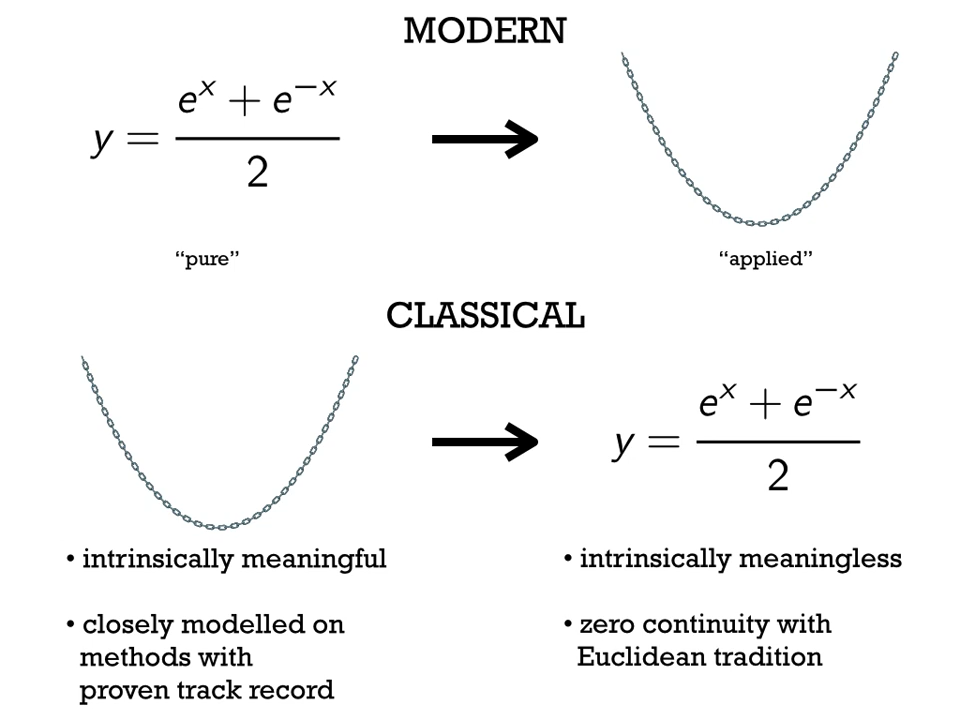 MODERN
y = (e^x + e^−x)/2
“pure”
“applied”
CLASSICAL
y = (e^x + e^−x)/2
• intrinsically meaningful
• closely modelled on
methods with
proven track record
• intrinsically meaningless
• zero continuity with
Euclidean tradition